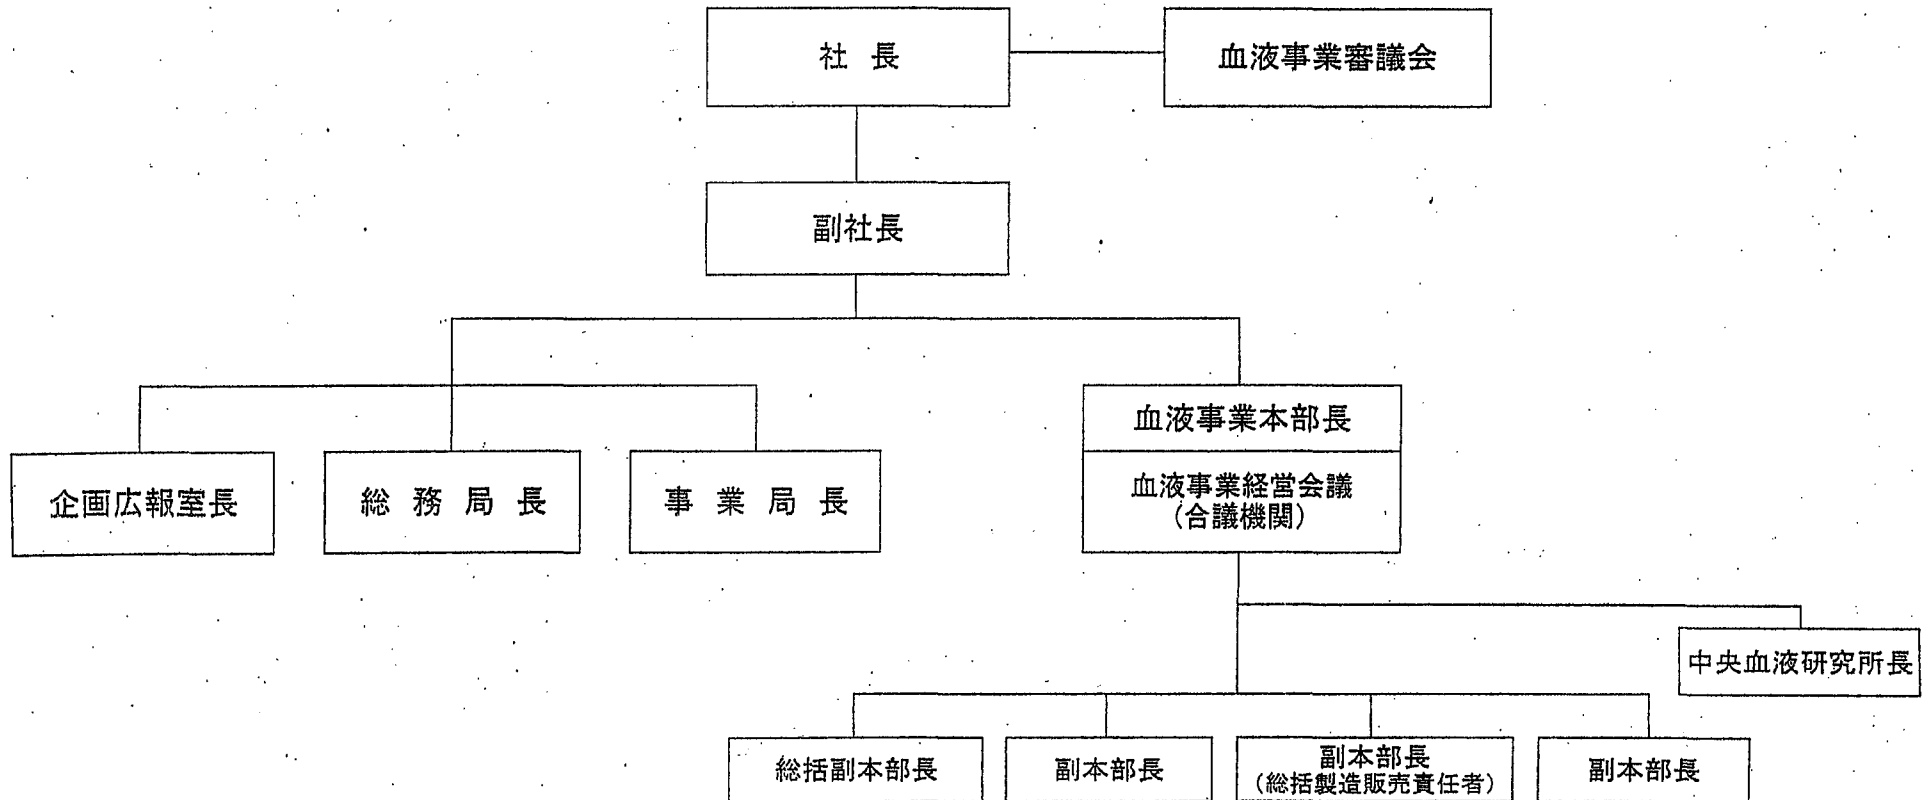 社 長
血液事業審議会
副社長
血液事業本部長
血液事業経営会議
（合議機関）
企画広報室長
総 務 局 長
事 業 局 長
中央血液研究所長
総括副本部長
副本部長
副本部長
（総括製造販売責任者）
副本部長